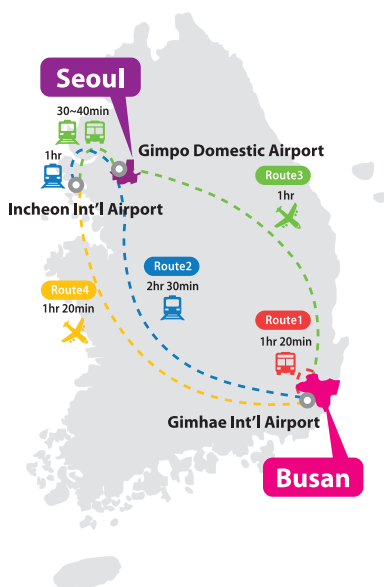 Seoul
30~40min
1hr
Gimpo Domestic Airport
Route3
1hr
Incheon Int'l Airport
Route2
2hr 30min
Route4
1hr 20min
Route1
1hr 20min
Gimhae Int'l Airport
Busan